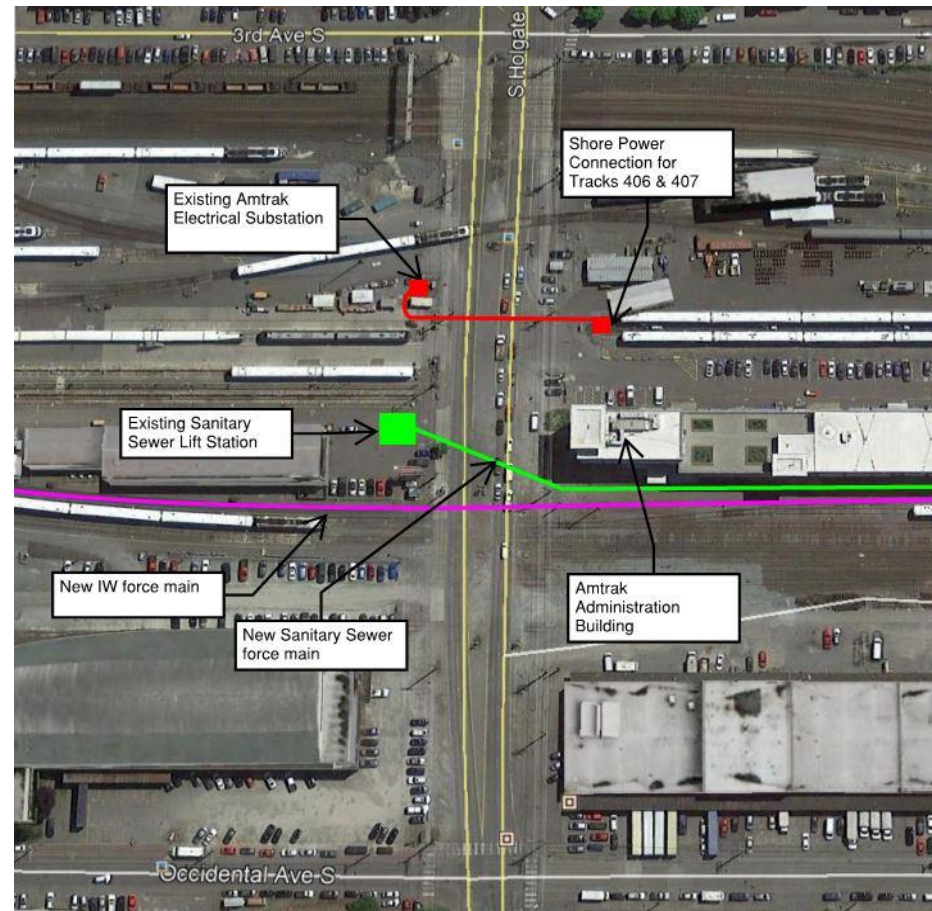 3rd Ave S
S Holgate
Shore Power
Connection for
Tracks 406 & 407
Existing Amtrak
Electrical Substation
Existing Sanitary
Sewer Lift Station
New IW force main
New Sanitary Sewer
force main
Amtrak
Administration
Building
Occidental Ave S